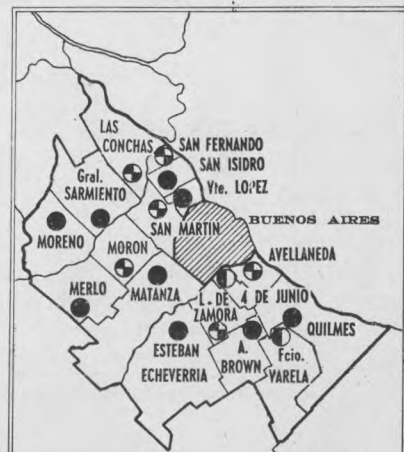 LAS
CONCHAS
SAN FERNANDO
SAN ISIDRO
Vte. LOPEZ
Gral.
SARMIENTO
BUENOS AIRES
SAN MARTIN
MORENO
MORON
AVELLANEDA
MERLO
MATANZA
L. DE
ZAMORA
4 DE JUNIO
QUILMES
ESTEBAN
ECHEVERRIA
A.
BROWN
Fcio.
VARELA